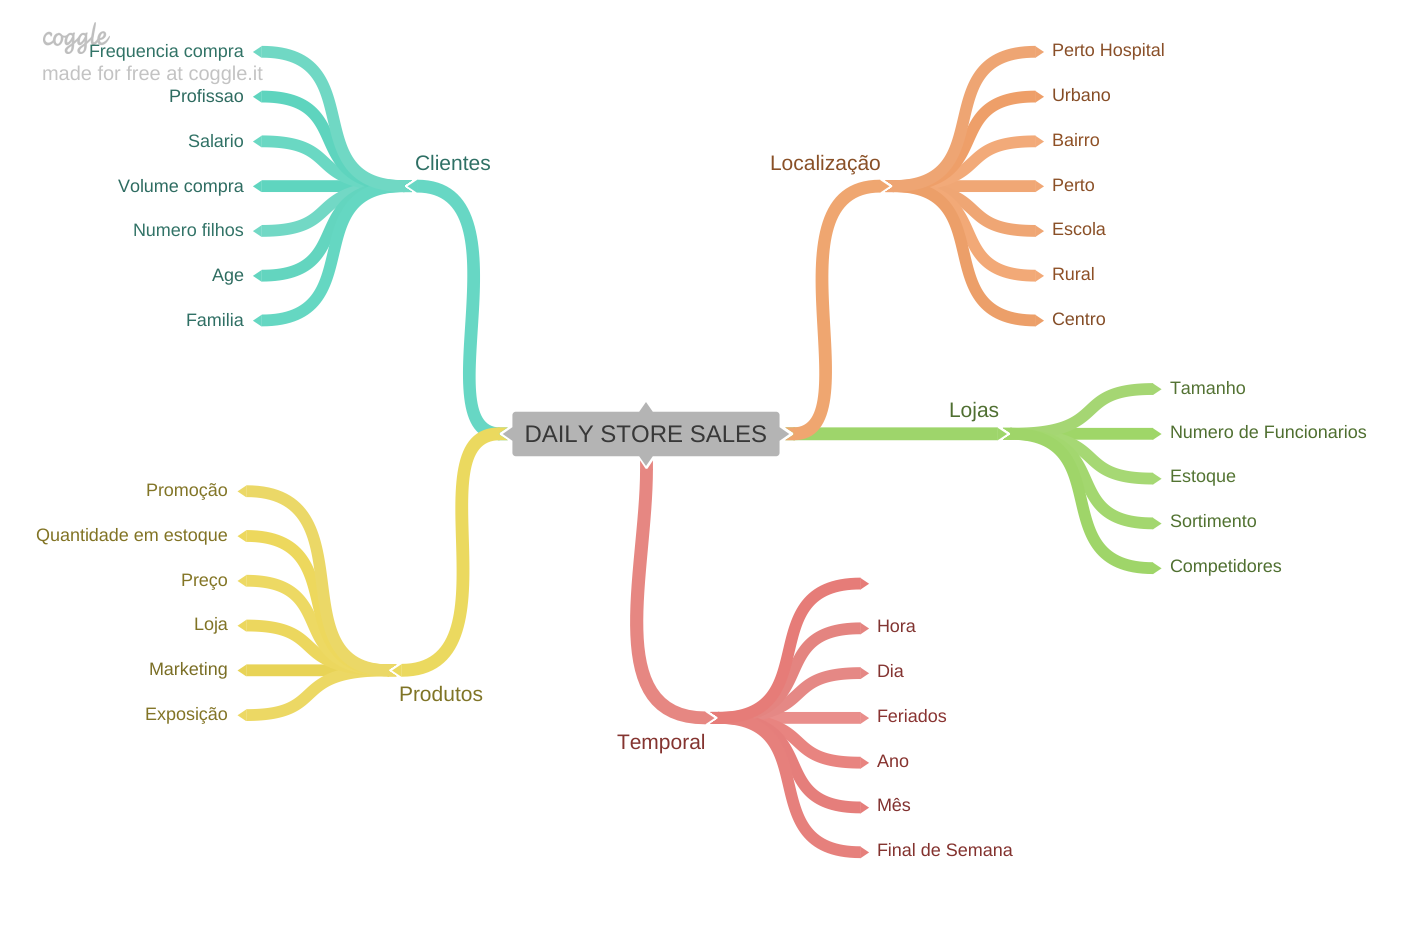 coggle
made for free at coggle.it
Clientes
Frequencia compra
Profissao
Salario
Volume compra
Numero filhos
Age
Familia
Localização
Perto Hospital
Urbano
Bairro
Perto
Escola
Rural
Centro
DAILY STORE SALES
Lojas
Tamanho
Numero de Funcionarios
Estoque
Sortimento
Competidores
Produtos
Promoção
Quantidade em estoque
Preço
Loja
Marketing
Exposição
Temporal
Hora
Dia
Feriados
Ano
Mês
Final de Semana